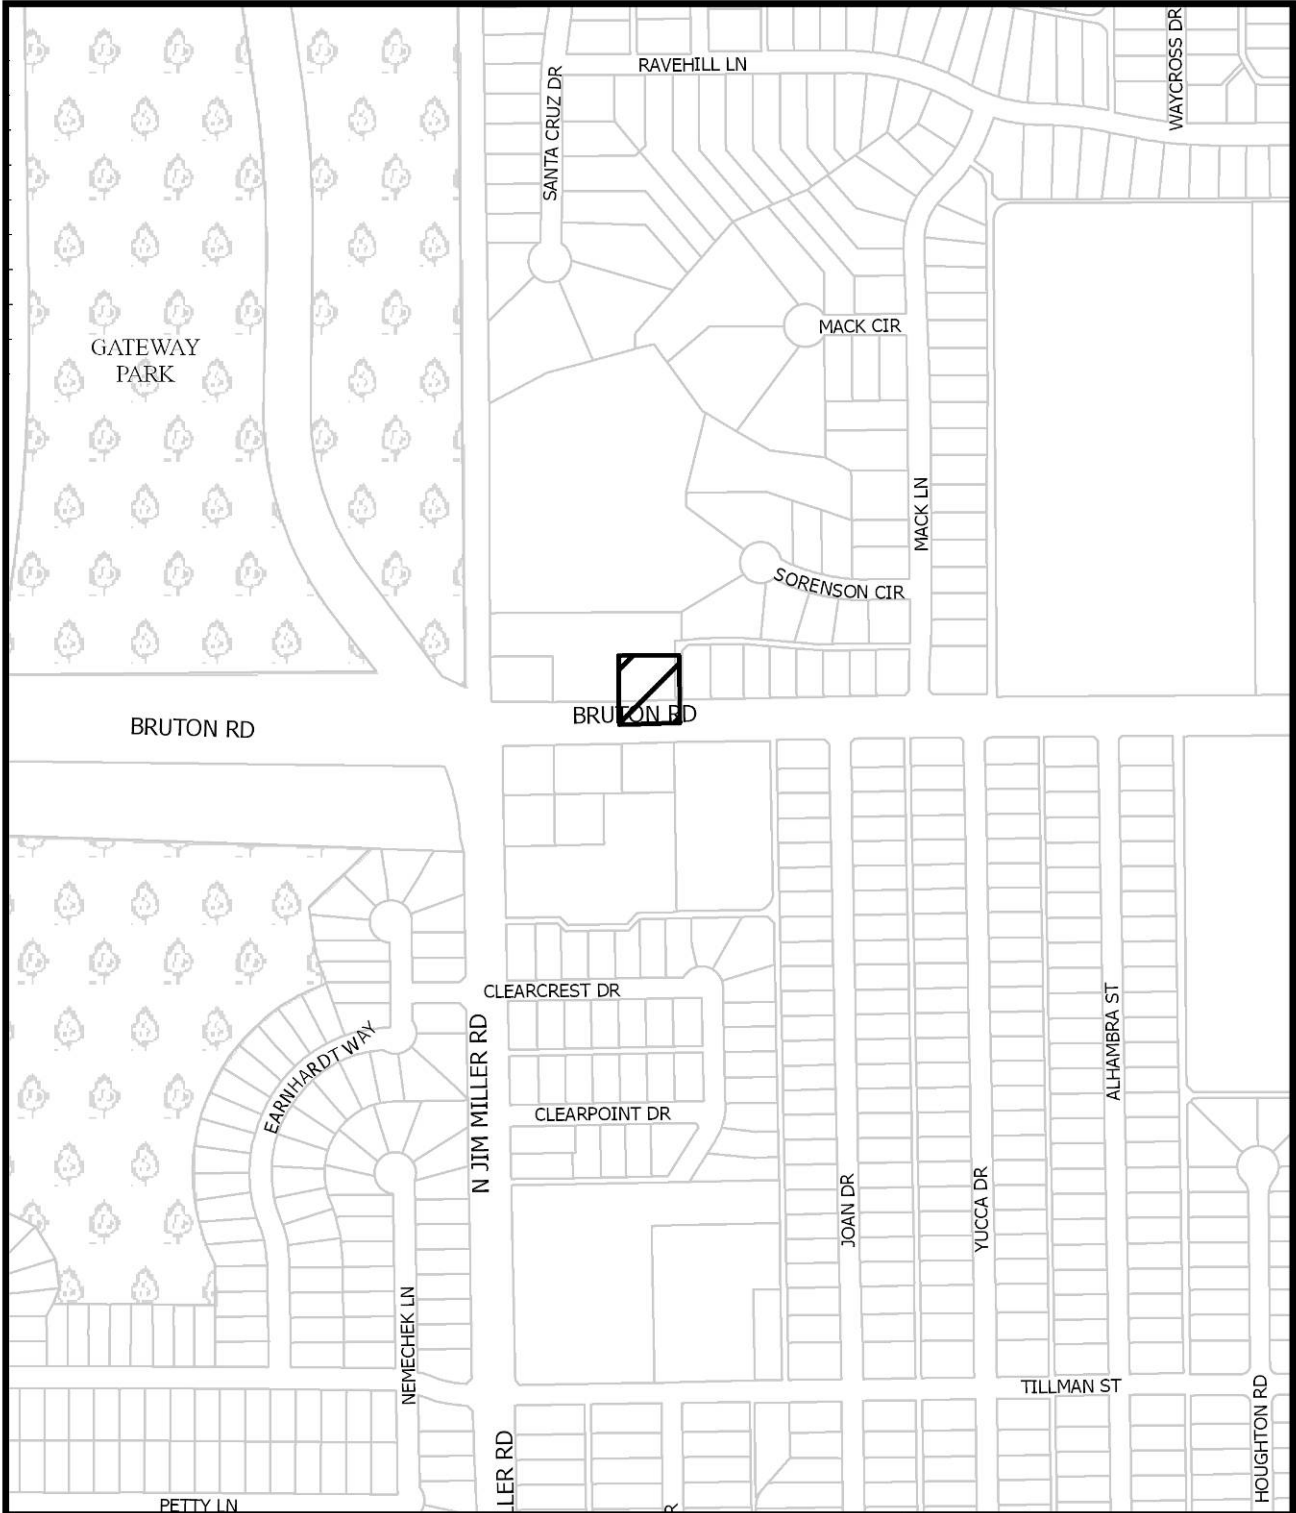 RAVEHILL LN
WAYCROSS DR
SANTA CRUZ DR
MACK CIR
GATEWAY
PARK
MACK LN
SORENSON CIR
BRUTON RD
BRUTON RD
CLEARCREST DR
ALHAMBRA ST
EARNHARDT WAY
N JIM MILLER RD
CLEARPOINT DR
JOAN DR
YUCCA DR
NEMECHEK LN
TILLMAN ST
HOUGHTON RD
LLER RD
PETTY LN